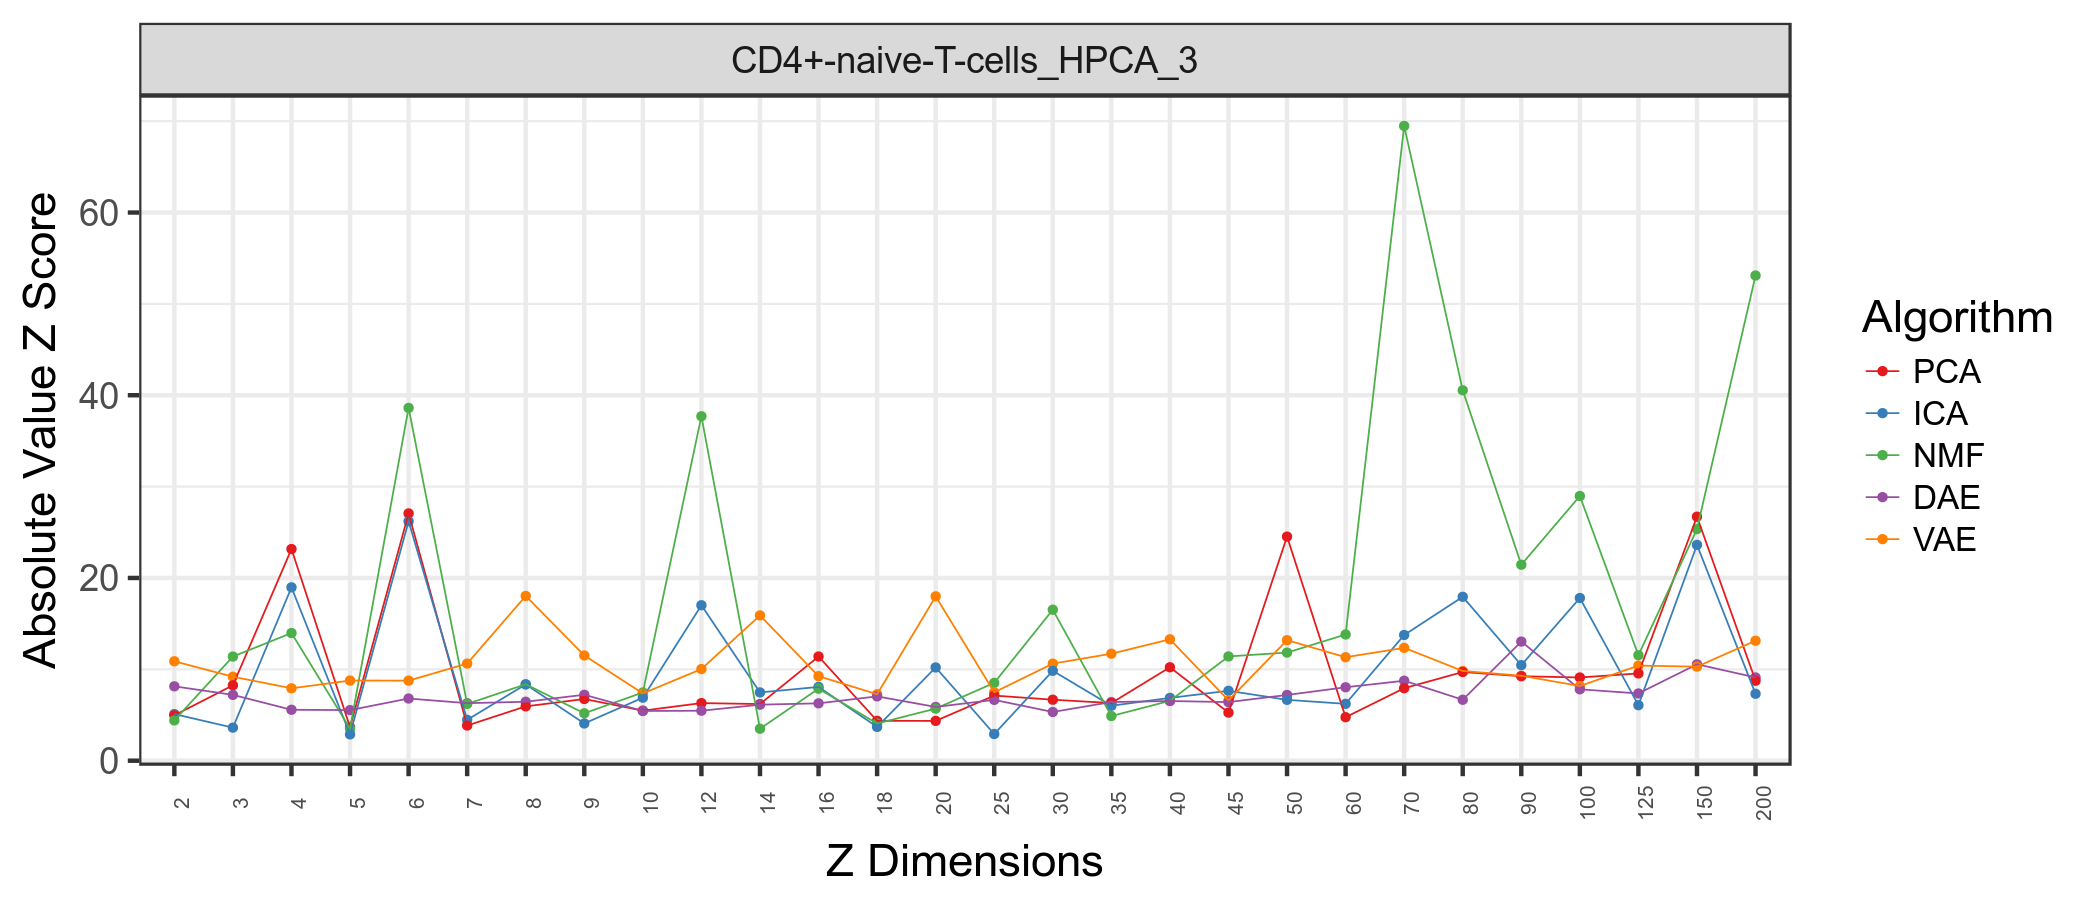 CD4+-naive-T-cells_HPCA_3
Absolute Value Z Score
60
40
20
0
2 3 4 5 6 7 8 9 10 12 14 16 18 20 25 30 35 40 45 50 60 70 80 90 100 125 150 200
Z Dimensions
Algorithm
PCA
ICA
NMF
DAE
VAE